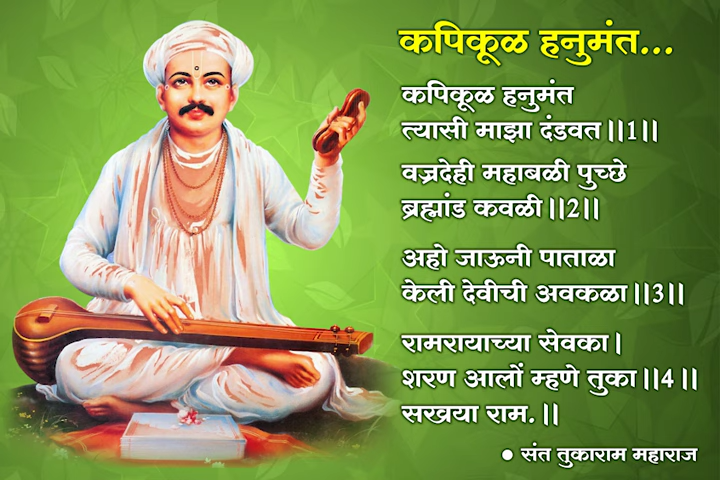 कपिकूळ हनुमंत...
कपिकूळ हनुमंत
त्यासी माझा दंडवत॥1॥
वज्रदेही महाबळी पुच्छे
ब्रह्मांड कवळी॥2॥
अहो जाऊनी पाताळा
केली देवीची अवकळा॥3॥
रामरायाच्या सेवका।
शरण आलों म्हणे तुका॥4॥
सखया राम.॥
• संत तुकाराम महाराज